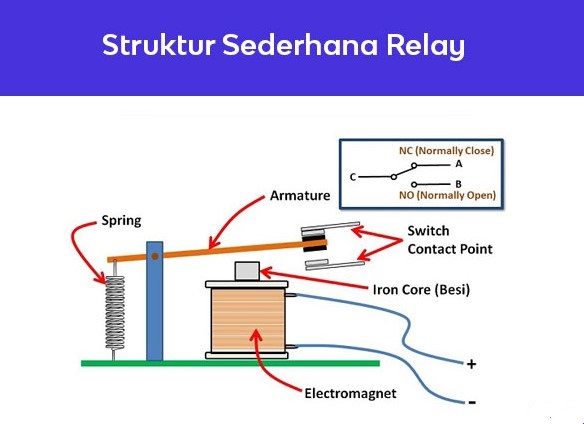 Struktur Sederhana Relay
NC (Normally Close)
A
C
B
NO (Normally Open)
Armature
Spring
Switch
Contact Point
Iron Core (Besi)
+
Electromagnet
-